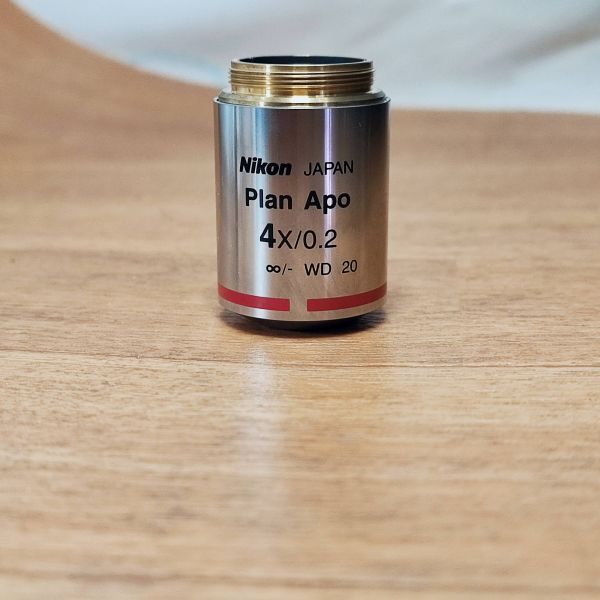 Nikon JAPAN
Plan Apo
4X/0.2
∞/- WD 20